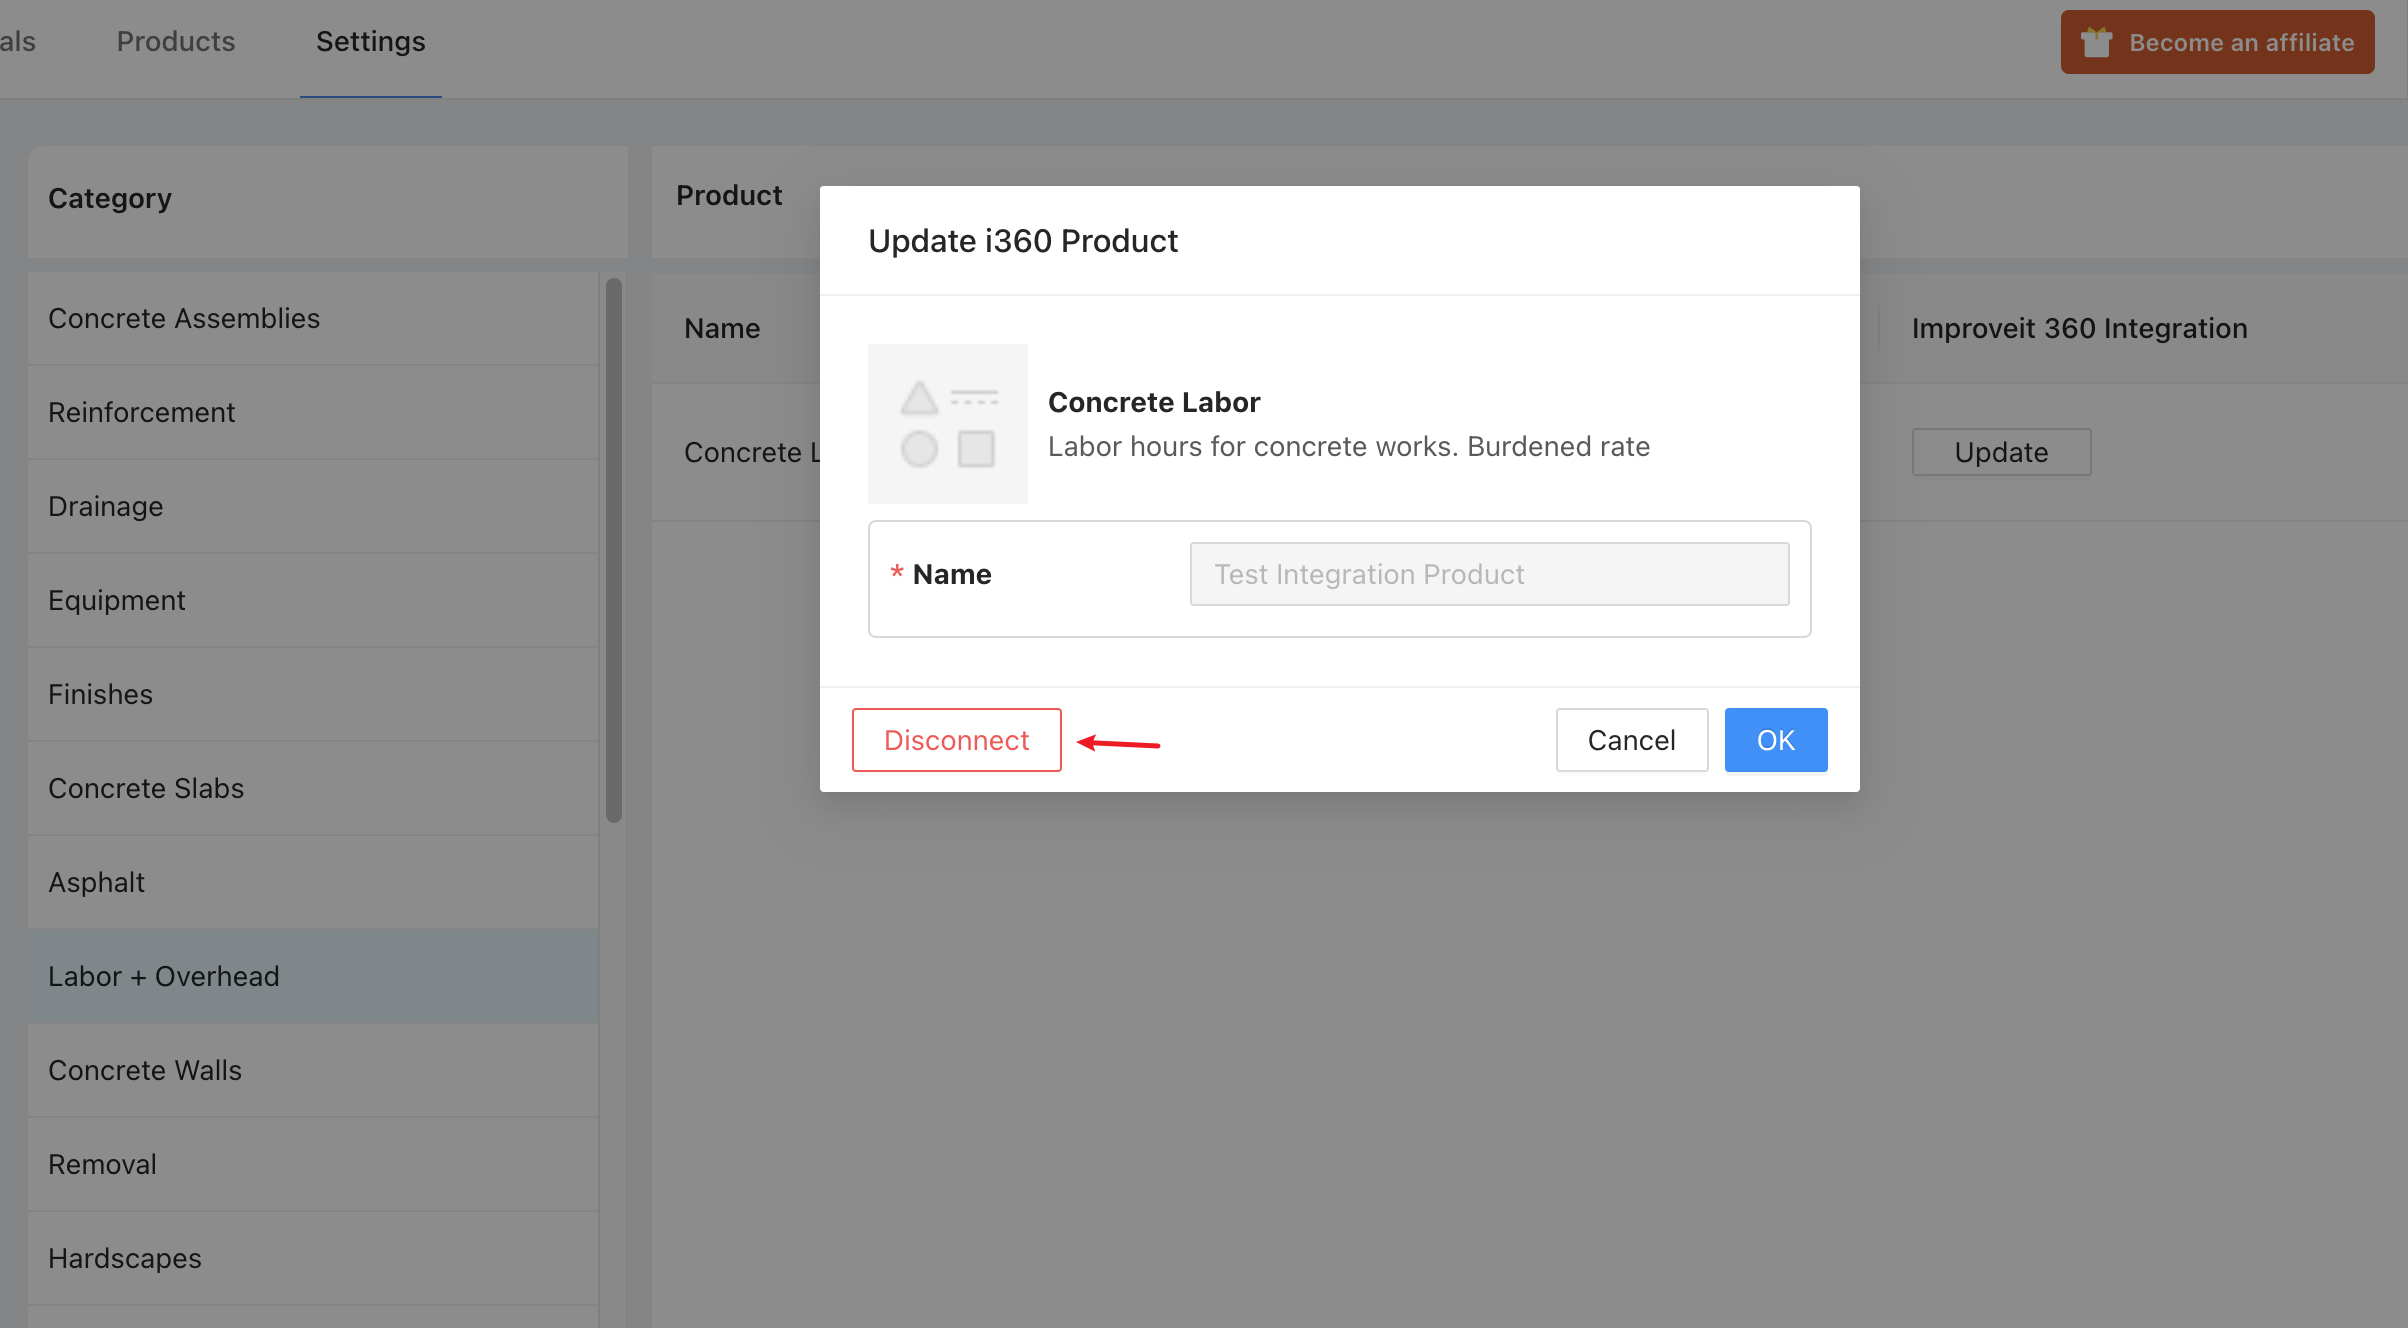 als
Products
Settings
Become an affiliate
Category
Concrete Assemblies
Reinforcement
Drainage
Equipment
Finishes
Concrete Slabs
Asphalt
Labor + Overhead
Concrete Walls
Removal
Hardscapes
Product
Name
Improveit 360 Integration
Concrete L
Update
Update i360 Product
Concrete Labor
Labor hours for concrete works. Burdened rate
* Name
Test Integration Product
Disconnect
Cancel
OK